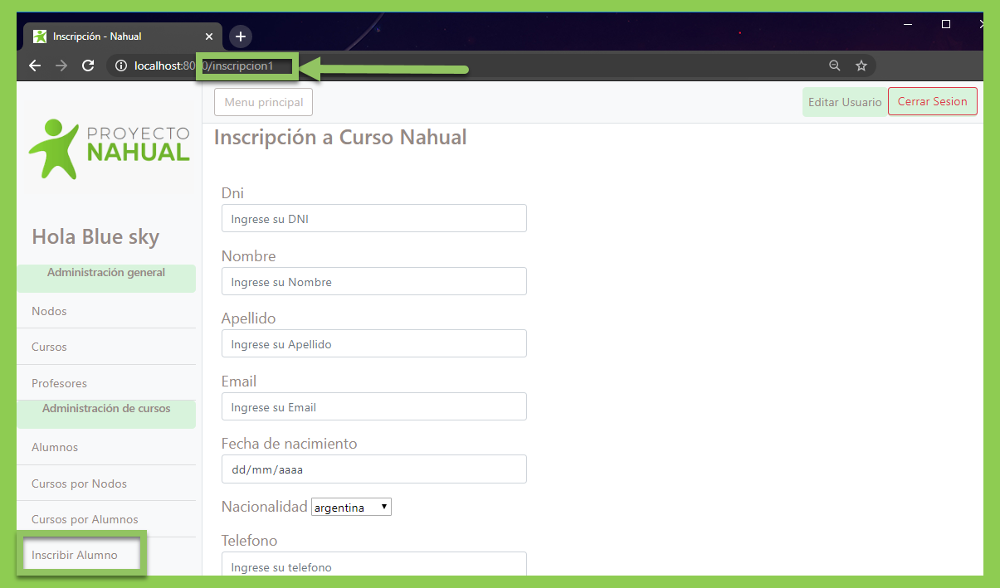 Inscripción - Nahual
localhost:8080/inscripcion1
PROYECTO
NAHUAL
Hola Blue sky
Administración general
Nodos
Cursos
Profesores
Administración de cursos
Alumnos
Cursos por Nodos
Cursos por Alumnos
Inscribir Alumno
Menu principal
Editar Usuario
Cerrar Sesion
Inscripción a Curso Nahual
Dni
Ingrese su DNI
Nombre
Ingrese su Nombre
Apellido
Ingrese su Apellido
Email
Ingrese su Email
Fecha de nacimiento
dd/mm/aaaa
Nacionalidad argentina
Telefono
Ingrese su telefono